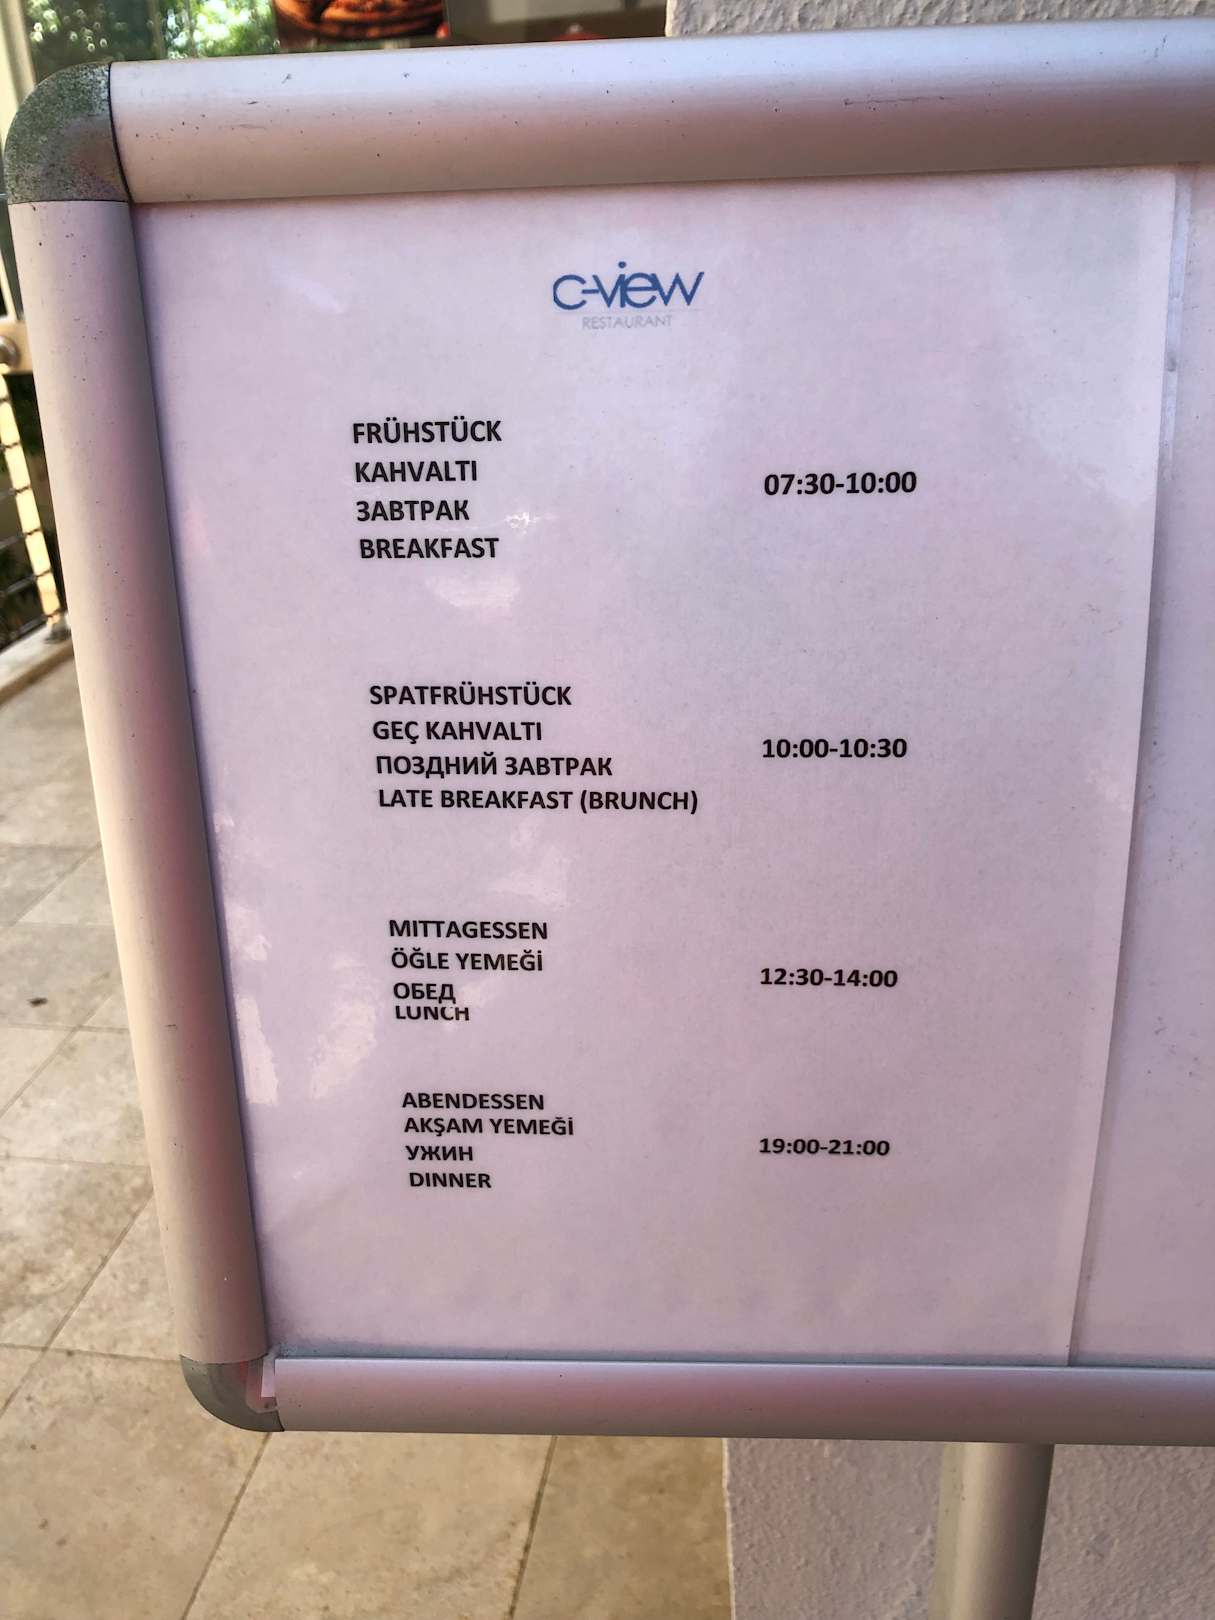 C-VIEW
RESTAURANT
FRÜHSTÜCK
KAHVALTI
ЗАВТРАК
BREAKFAST
07:30-10:00
SPATFRÜHSTÜCK
GEÇ KAHVALTI
ПОЗДНИЙ ЗАВТРАК
LATE BREAKFAST (BRUNCH)
10:00-10:30
MITTAGESSEN
ÖĞLE YEMEĞİ
ОБЕД
LUNCH
12:30-14:00
ABENDESSEN
AKŞAM YEMEĞİ
УЖИН
DINNER
19:00-21:00